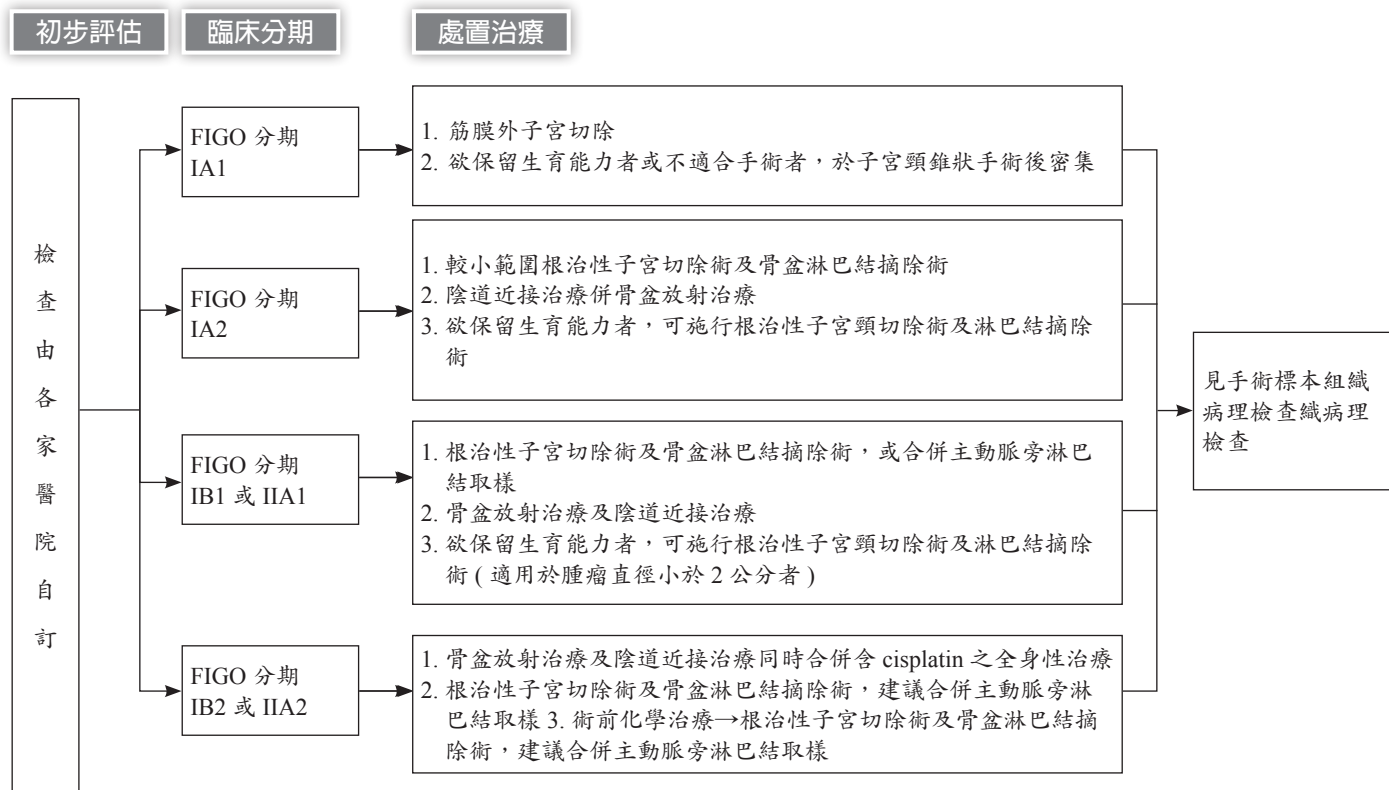 初步評估
臨床分期
處置治療
檢查由各家醫院自訂
FIGO 分期
IA1
1. 筋膜外子宮切除
2. 欲保留生育能力者或不適合手術者，於子宮頸錐狀手術後密集
FIGO 分期
IA2
1. 較小範圍根治性子宮切除術及骨盆淋巴結摘除術
2. 陰道近接治療併骨盆放射治療
3. 欲保留生育能力者，可施行根治性子宮頸切除術及淋巴結摘除
術
FIGO 分期
IB1 或 IIA1
1. 根治性子宮切除術及骨盆淋巴結摘除術，或合併主動脈旁淋巴
結取樣
2. 骨盆放射治療及陰道近接治療
3. 欲保留生育能力者，可施行根治性子宮頸切除術及淋巴結摘除
術 ( 適用於腫瘤直徑小於 2 公分者 )
FIGO 分期
IB2 或 IIA2
1. 骨盆放射治療及陰道近接治療同時合併含 cisplatin 之全身性治療
2. 根治性子宮切除術及骨盆淋巴結摘除術，建議合併主動脈旁淋
巴結取樣 3. 術前化學治療→根治性子宮切除術及骨盆淋巴結摘
除術，建議合併主動脈旁淋巴結取樣
見手術標本組織
病理檢查織病理
檢查